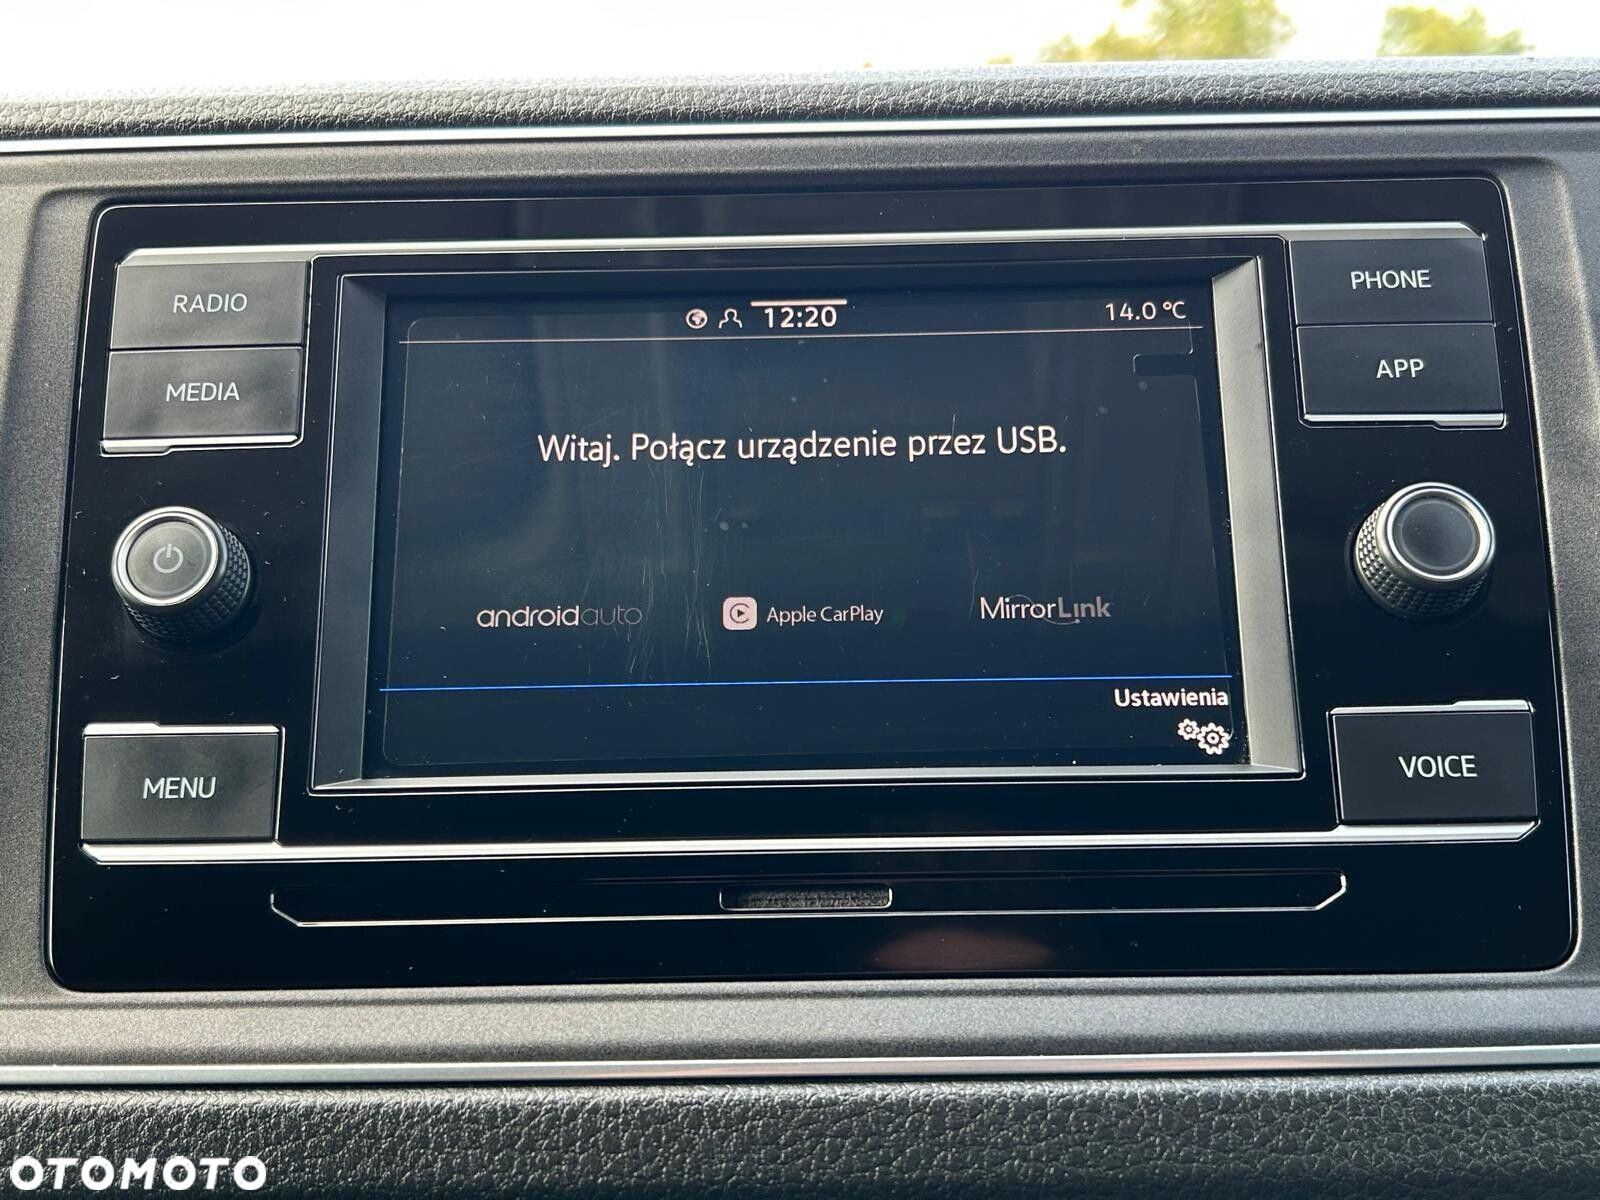 RADIO
MEDIA
MENU
12:20
14.0 °C
Witaj. Połącz urządzenie przez USB.
androidauto
Apple CarPlay
MirrorLink
Ustawienia
PHONE
APP
VOICE
OTOMOTO